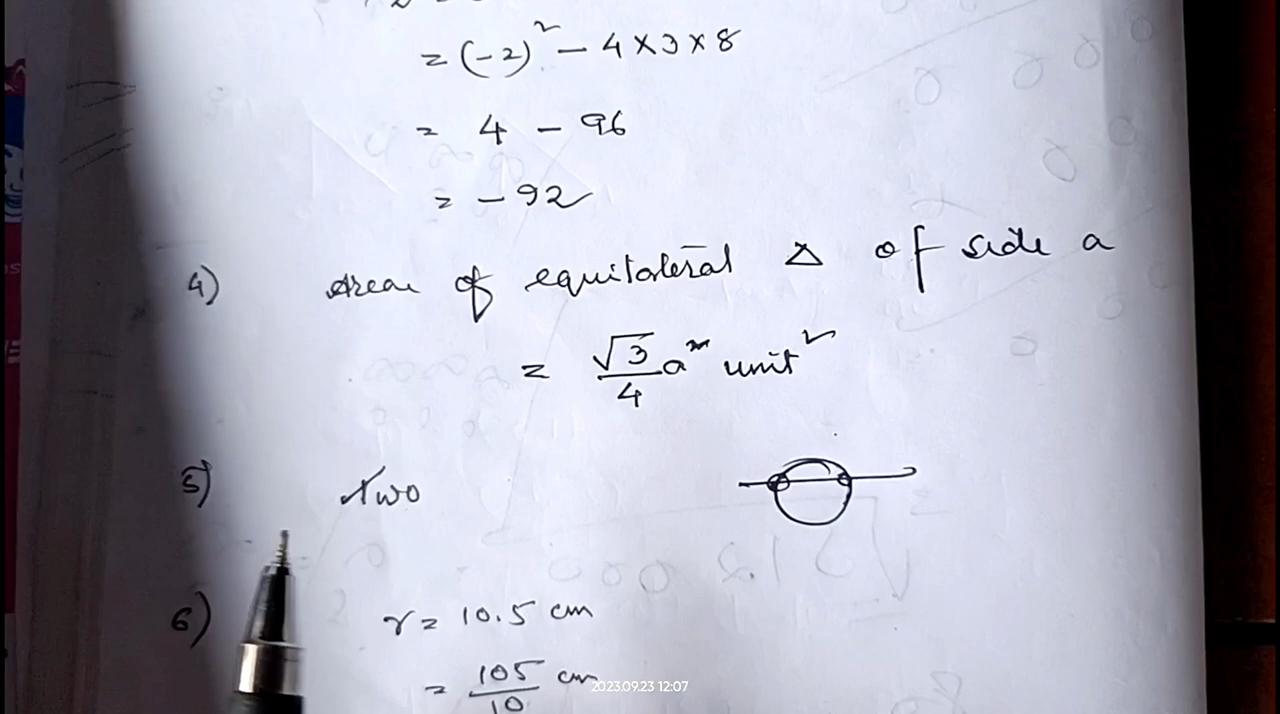 = (-2)² - 4 × 3 × 8
= 4 - 96
= -92
4) Area of equilateral Δ of side a
= √3/4 a² unit²
5) Two
6) r = 10.5 cm
= 105/10 cm
2023.09.23 12:07